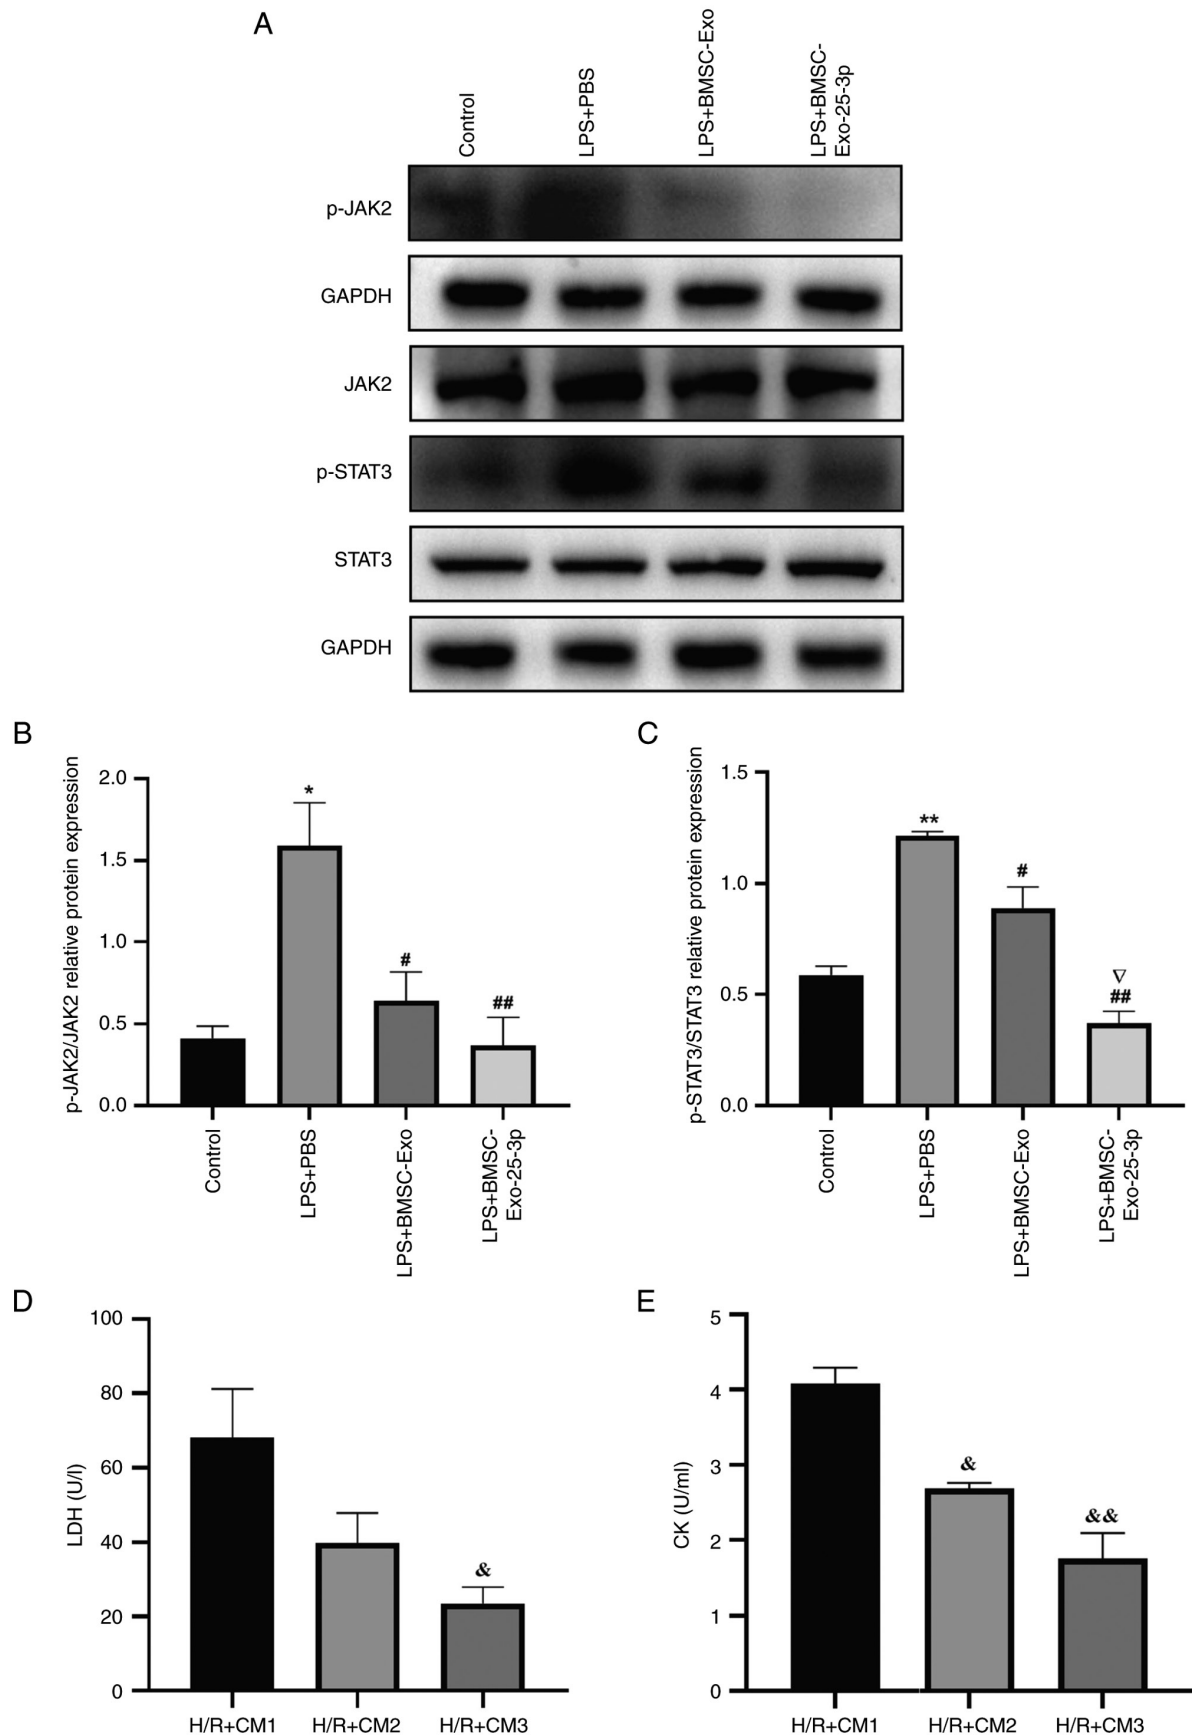 A
Control
LPS+PBS
LPS+BMSC-Exo
LPS+BMSC-
Exo-25-3p
p-JAK2
GAPDH
JAK2
p-STAT3
STAT3
GAPDH
B
p-JAK2/JAK2 relative protein expression
2.0
1.5
1.0
0.5
0.0
*
#
##
Control
LPS+PBS
LPS+BMSC-Exo
LPS+BMSC-
Exo-25-3p
C
p-STAT3/STAT3 relative protein expression
1.5
1.0
0.5
0.0
**
#
∇
##
Control
LPS+PBS
LPS+BMSC-Exo
LPS+BMSC-
Exo-25-3p
D
LDH (U/l)
100
80
60
40
20
0
&
H/R+CM1
H/R+CM2
H/R+CM3
E
CK (U/ml)
5
4
3
2
1
0
&
&&
H/R+CM1
H/R+CM2
H/R+CM3